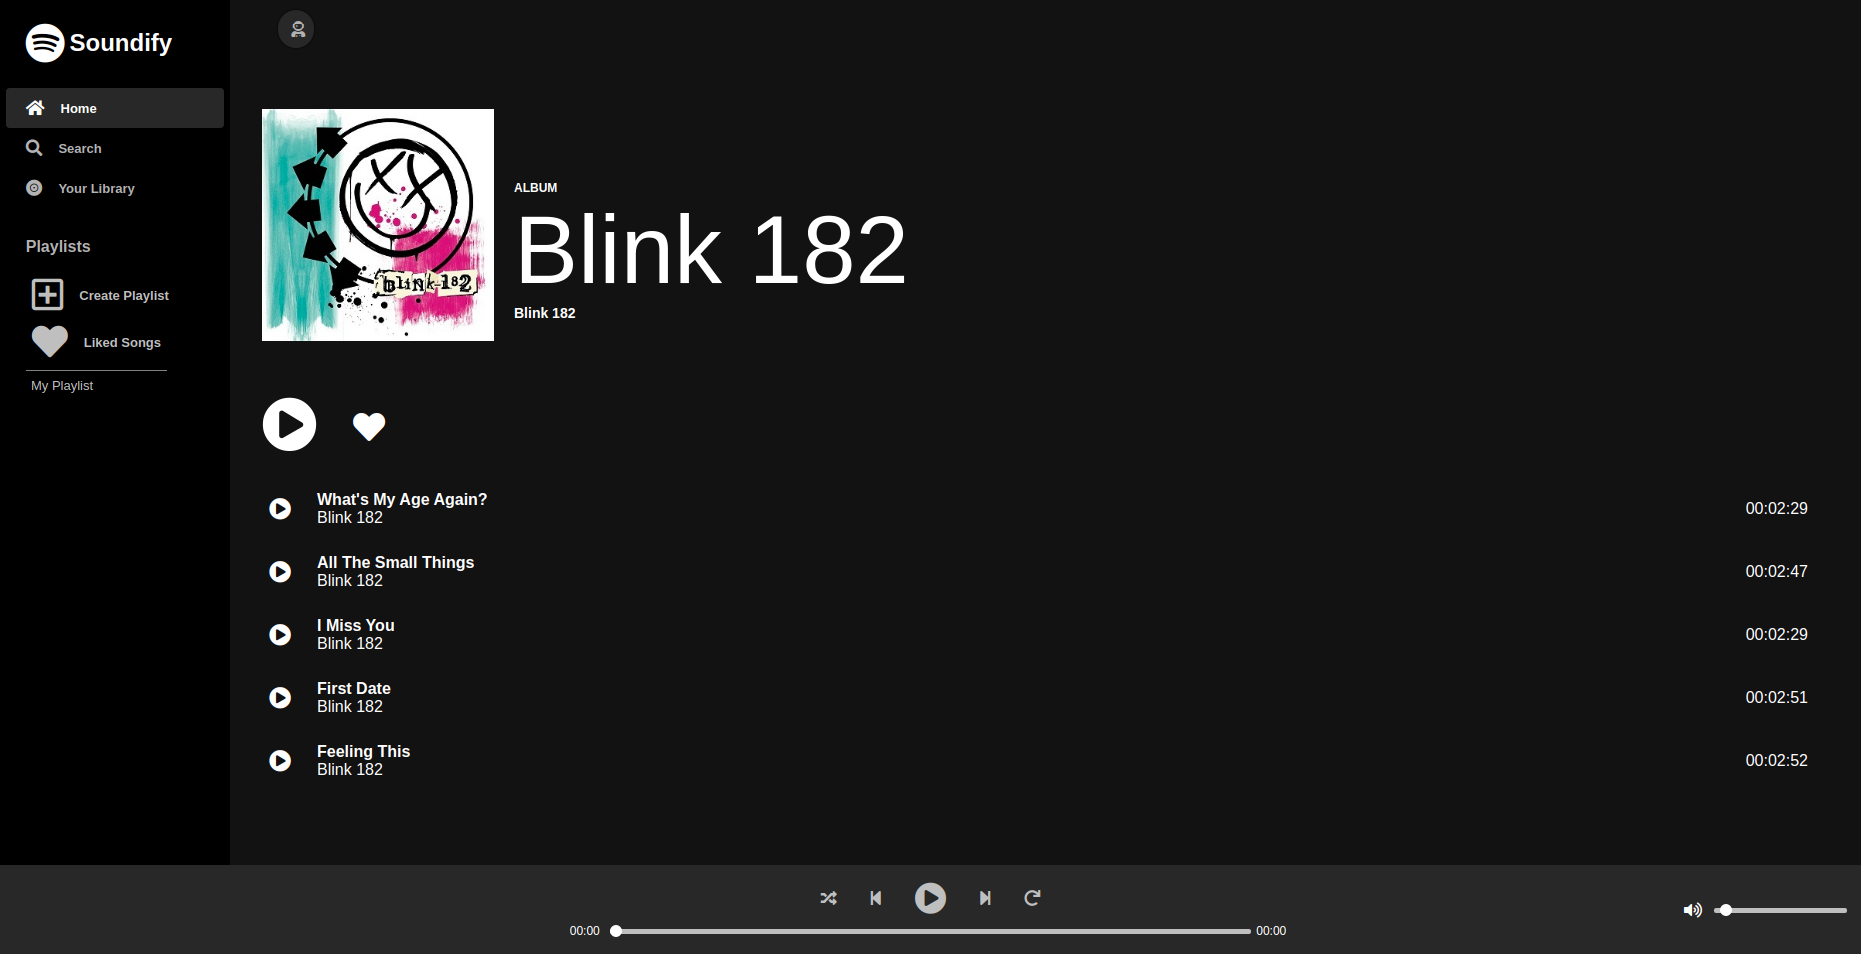 Soundify
Home
Search
Your Library
Playlists
Create Playlist
Liked Songs
My Playlist
blink-182
ALBUM
Blink 182
Blink 182
What's My Age Again?
Blink 182
00:02:29
All The Small Things
Blink 182
00:02:47
I Miss You
Blink 182
00:02:29
First Date
Blink 182
00:02:51
Feeling This
Blink 182
00:02:52
00:00
00:00